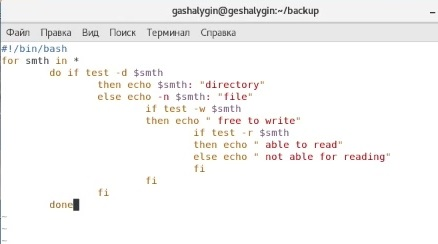 gashalygin@geshalygin:~/backup
Файл Правка Вид Поиск Терминал Справка
#!/bin/bash
for smth in *
do if test -d $smth
then echo $smth: "directory"
else echo -n $smth: "file"
if test -w $smth
then echo " free to write"
if test -r $smth
then echo " able to read"
else echo " not able for reading"
fi
fi
fi
done
~
~
~